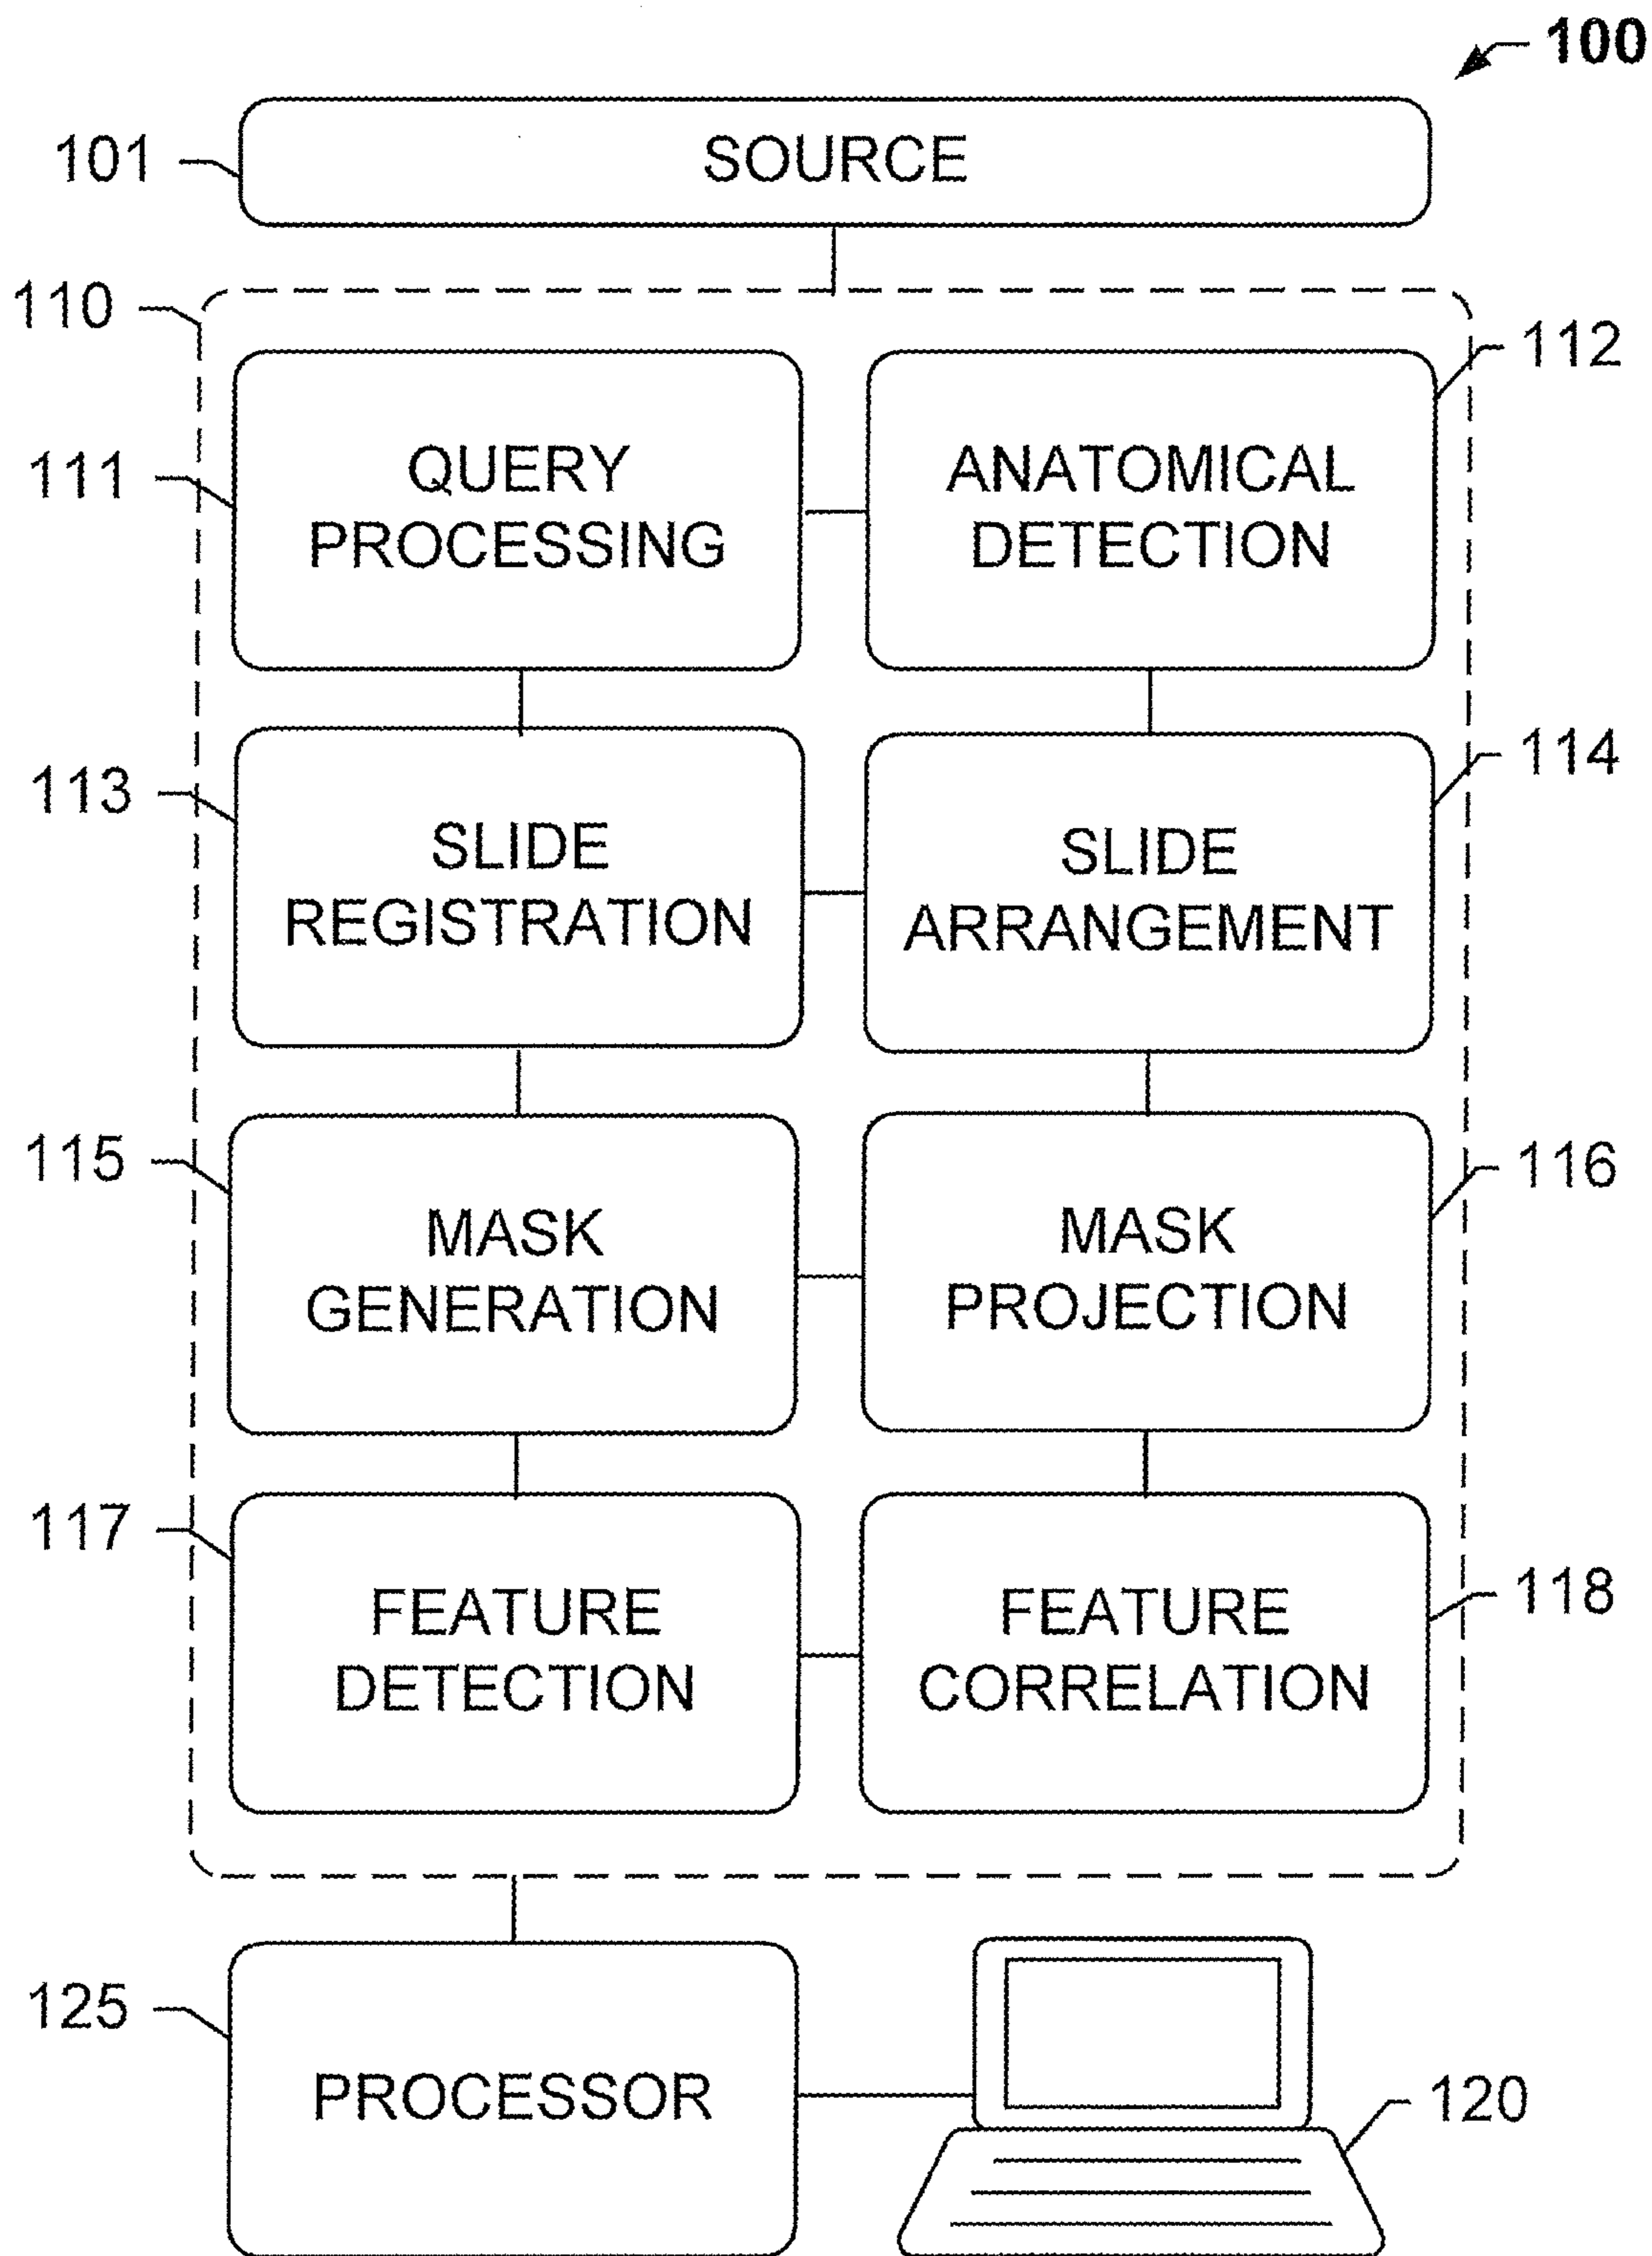 100
101
SOURCE
110
112
111
QUERY
PROCESSING
ANATOMICAL
DETECTION
113
SLIDE
REGISTRATION
114
SLIDE
ARRANGEMENT
115
MASK
GENERATION
116
MASK
PROJECTION
117
FEATURE
DETECTION
118
FEATURE
CORRELATION
125
PROCESSOR
120